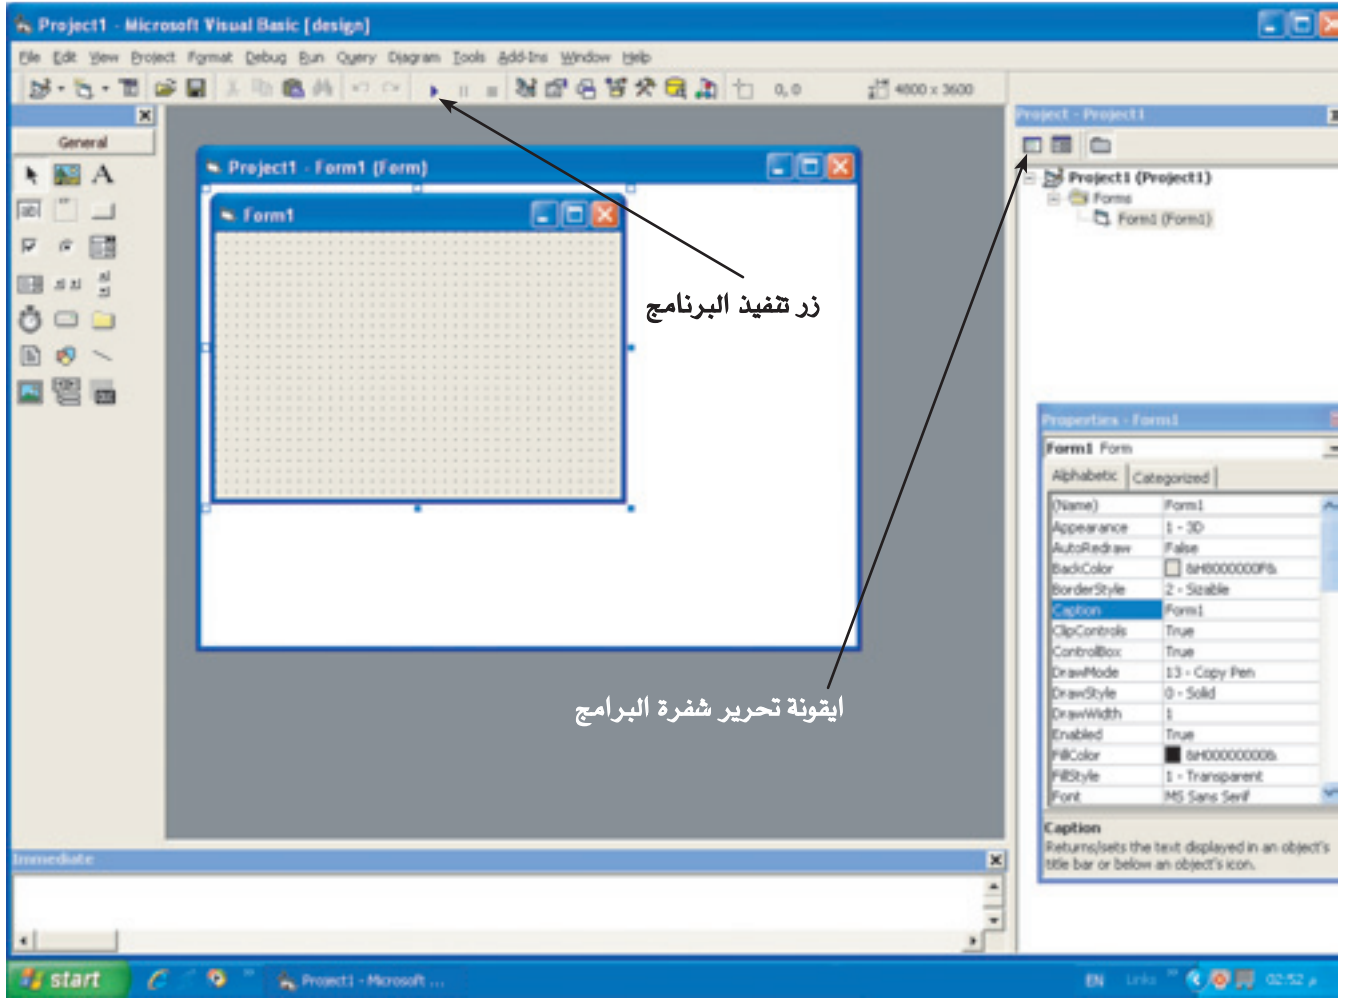 Project1 - Microsoft Visual Basic [design]
File Edit View Project Format Debug Run Query Diagram Tools Add-Ins Window Help
0, 0 4800 x 3600
General
Project1 - Form1 (Form)
Form1
زر تنفيذ البرنامج
ايقونة تحرير شفرة البرامج
Project - Project1
Project1 (Project1)
Forms
Form1 (Form1)
Properties - Form1
Form1 Form
Alphabetic Categorized
(Name) Form1
Appearance 1 - 3D
AutoRedraw False
BackColor &H8000000F&
BorderStyle 2 - Sizable
Caption Form1
ClipControls True
ControlBox True
DrawMode 13 - Copy Pen
DrawStyle 0 - Solid
DrawWidth 1
Enabled True
FillColor &H00000000&
FillStyle 1 - Transparent
Font MS Sans Serif
Caption
Returns/sets the text displayed in an object's
title bar or below an object's icon.
Immediate
start Project1 - Microsoft ... EN Links 02:52 م